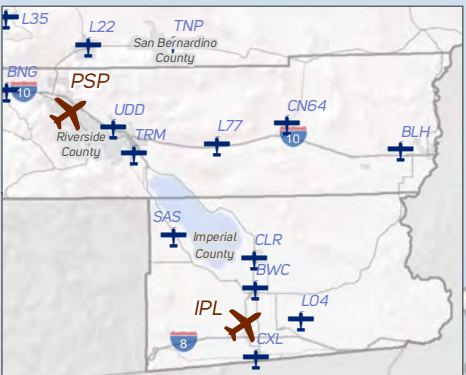 L35
L22
TNP
San Bernardino
County
BNG
10
PSP
UDD
CN64
TRM
L77
10
BLH
Riverside
County
SAS
Imperial
County
CLR
BWC
IPL
L04
8
CXL